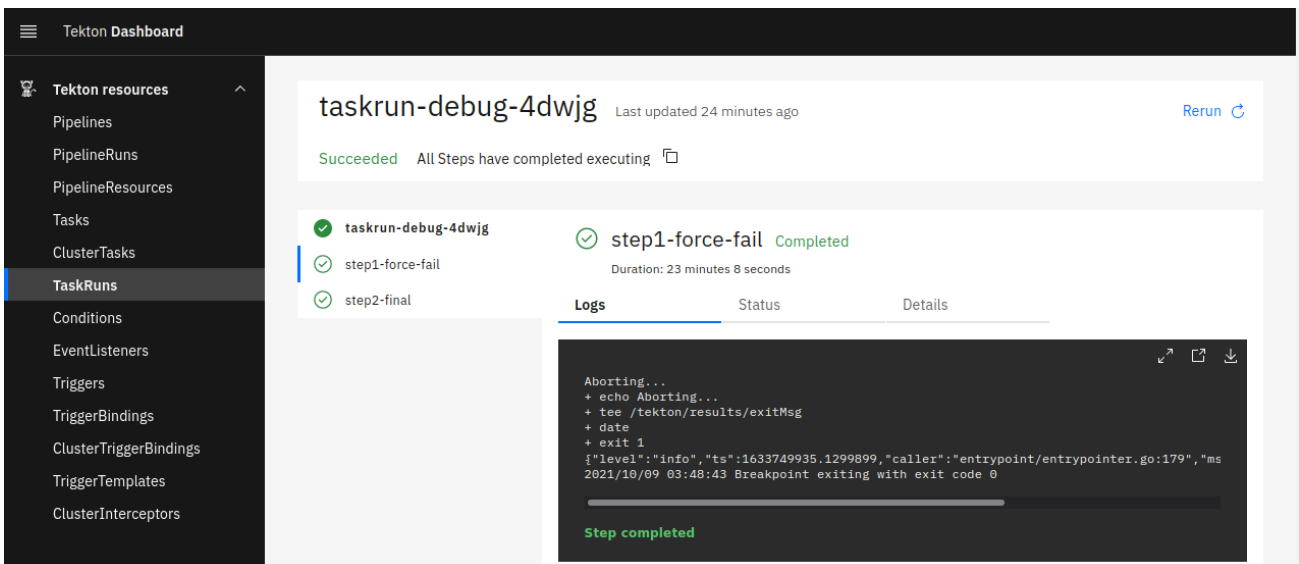 Tekton Dashboard
Tekton resources
Pipelines
PipelineRuns
PipelineResources
Tasks
ClusterTasks
TaskRuns
Conditions
EventListeners
Triggers
TriggerBindings
ClusterTriggerBindings
TriggerTemplates
ClusterInterceptors
taskrun-debug-4dwjg Last updated 24 minutes ago
Rerun
Succeeded All Steps have completed executing
taskrun-debug-4dwjg
step1-force-fail
step2-final
step1-force-fail Completed
Duration: 23 minutes 8 seconds
Logs Status Details
Aborting...
+ echo Aborting...
+ tee /tekton/results/exitMsg
+ date
+ exit 1
{"level":"info","ts":1633749935.1299899,"caller":"entrypoint/entrypointer.go:179","ms
2021/10/09 03:48:43 Breakpoint exiting with exit code 0
Step completed